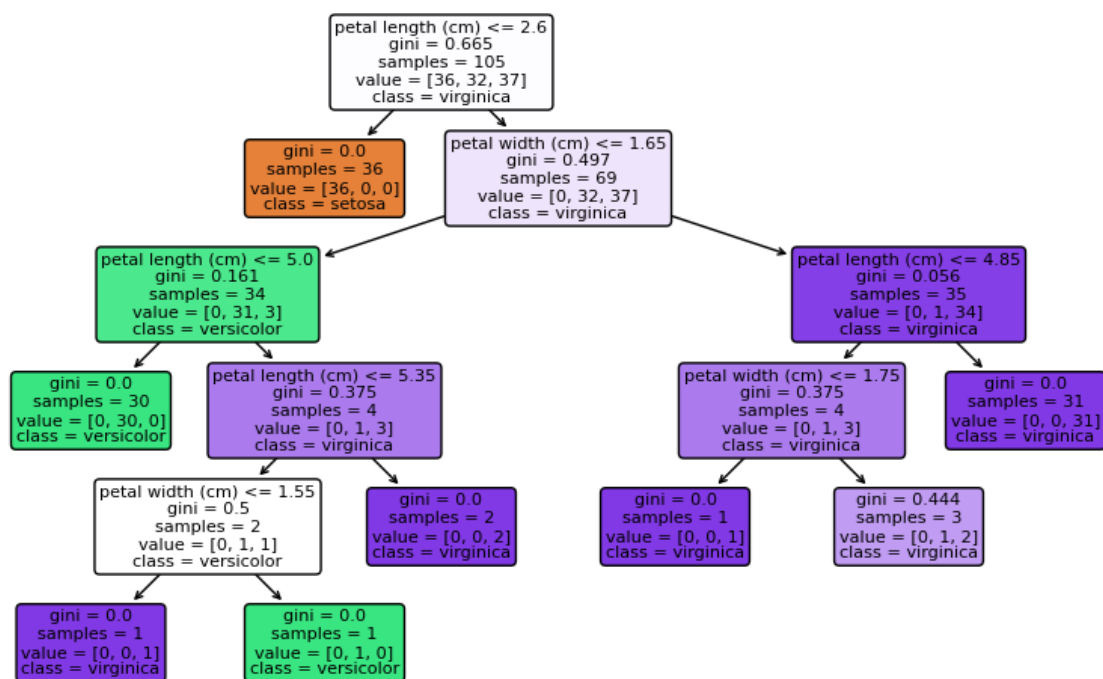 petal length (cm) <= 2.6
gini = 0.665
samples = 105
value = [36, 32, 37]
class = virginica
gini = 0.0
samples = 36
value = [36, 0, 0]
class = setosa
petal width (cm) <= 1.65
gini = 0.497
samples = 69
value = [0, 32, 37]
class = virginica
petal length (cm) <= 5.0
gini = 0.161
samples = 34
value = [0, 31, 3]
class = versicolor
petal length (cm) <= 4.85
gini = 0.056
samples = 35
value = [0, 1, 34]
class = virginica
gini = 0.0
samples = 30
value = [0, 30, 0]
class = versicolor
petal length (cm) <= 5.35
gini = 0.375
samples = 4
value = [0, 1, 3]
class = virginica
petal width (cm) <= 1.75
gini = 0.375
samples = 4
value = [0, 1, 3]
class = virginica
gini = 0.0
samples = 31
value = [0, 0, 31]
class = virginica
petal width (cm) <= 1.55
gini = 0.5
samples = 2
value = [0, 1, 1]
class = versicolor
gini = 0.0
samples = 2
value = [0, 0, 2]
class = virginica
gini = 0.0
samples = 1
value = [0, 0, 1]
class = virginica
gini = 0.444
samples = 3
value = [0, 1, 2]
class = virginica
gini = 0.0
samples = 1
value = [0, 0, 1]
class = virginica
gini = 0.0
samples = 1
value = [0, 1, 0]
class = versicolor